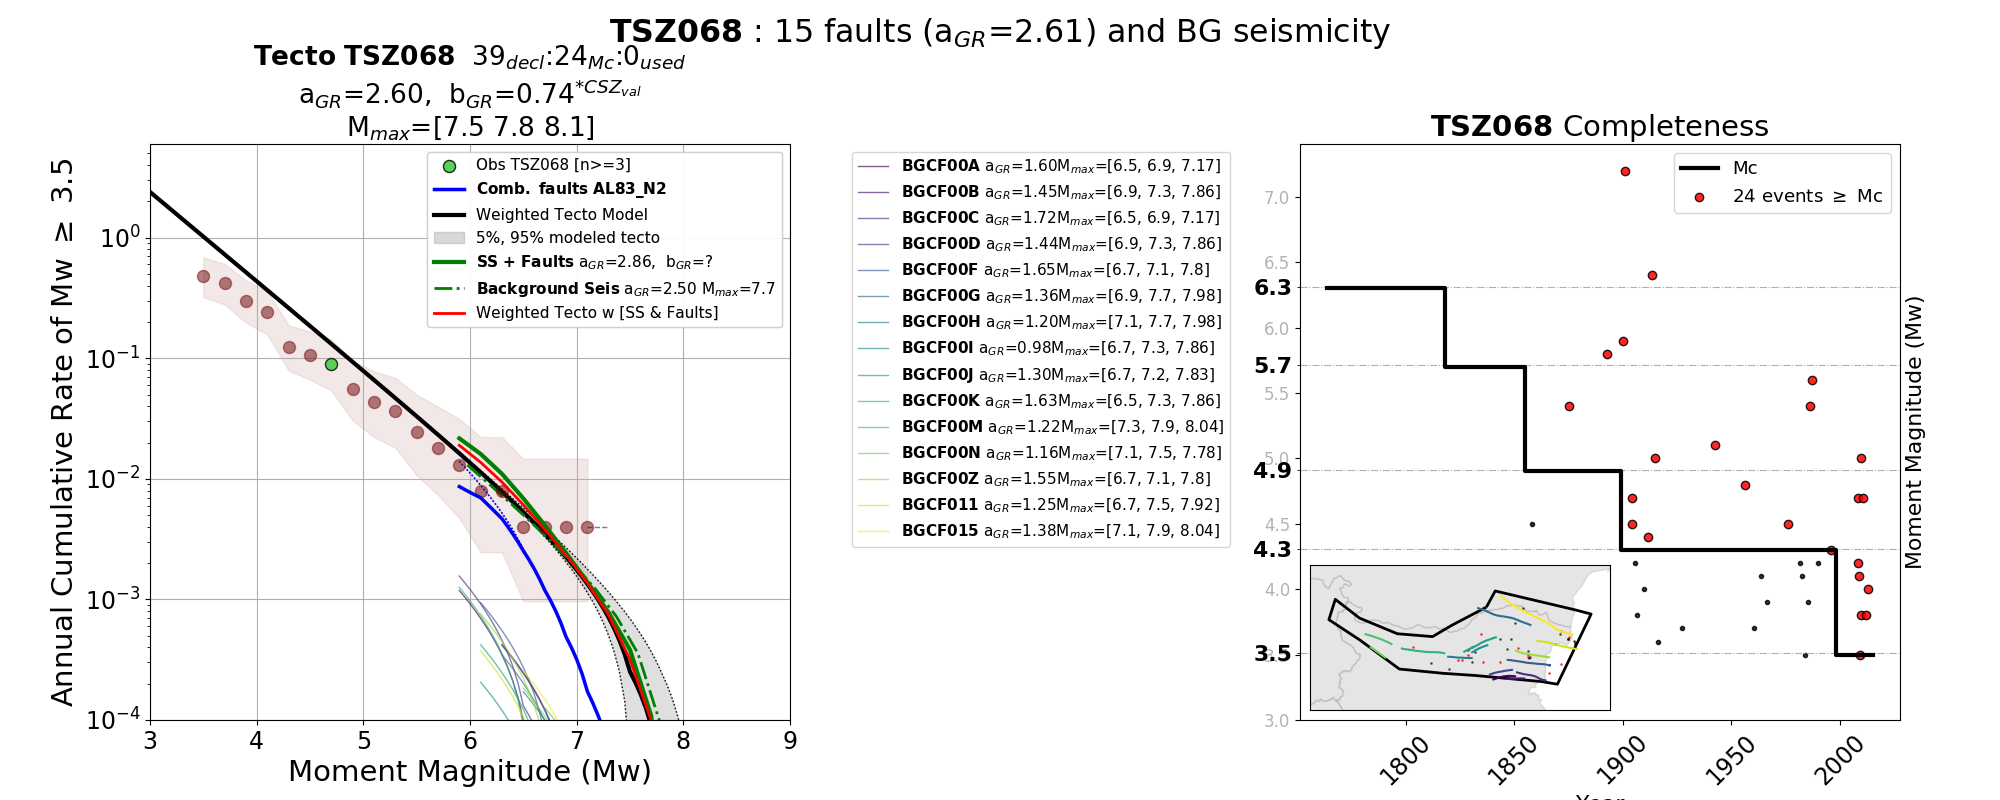 TSZ068 : 15 faults (aGR=2.61) and BG seismicity
Tecto TSZ068 39decl:24Mc:0used
aGR=2.60, bGR=0.74*CSZval
Mmax=[7.5 7.8 8.1]
Annual Cumulative Rate of Mw ≥ 3.5
10^0
10^-1
10^-2
10^-3
10^-4
3 4 5 6 7 8 9
Moment Magnitude (Mw)
Obs TSZ068 [n>=3]
Comb. faults AL83_N2
Weighted Tecto Model
5%, 95% modeled tecto
SS + Faults aGR=2.86, bGR=?
Background Seis aGR=2.50 Mmax=7.7
Weighted Tecto w [SS & Faults]
BGCF00A aGR=1.60Mmax=[6.5, 6.9, 7.17]
BGCF00B aGR=1.45Mmax=[6.9, 7.3, 7.86]
BGCF00C aGR=1.72Mmax=[6.5, 6.9, 7.17]
BGCF00D aGR=1.44Mmax=[6.9, 7.3, 7.86]
BGCF00F aGR=1.65Mmax=[6.7, 7.1, 7.8]
BGCF00G aGR=1.36Mmax=[6.9, 7.7, 7.98]
BGCF00H aGR=1.20Mmax=[7.1, 7.7, 7.98]
BGCF00I aGR=0.98Mmax=[6.7, 7.3, 7.86]
BGCF00J aGR=1.30Mmax=[6.7, 7.2, 7.83]
BGCF00K aGR=1.63Mmax=[6.5, 7.3, 7.86]
BGCF00M aGR=1.22Mmax=[7.3, 7.9, 8.04]
BGCF00N aGR=1.16Mmax=[7.1, 7.5, 7.78]
BGCF00Z aGR=1.55Mmax=[6.7, 7.1, 7.8]
BGCF011 aGR=1.25Mmax=[6.7, 7.5, 7.92]
BGCF015 aGR=1.38Mmax=[7.1, 7.9, 8.04]
TSZ068 Completeness
Mc
24 events ≥ Mc
7.0
6.5
6.3
6.0
5.7
5.5
5.0
4.9
4.5
4.3
4.0
3.5
3.5
3.0
1800 1850 1900 1950 2000
Year
Moment Magnitude (Mw)